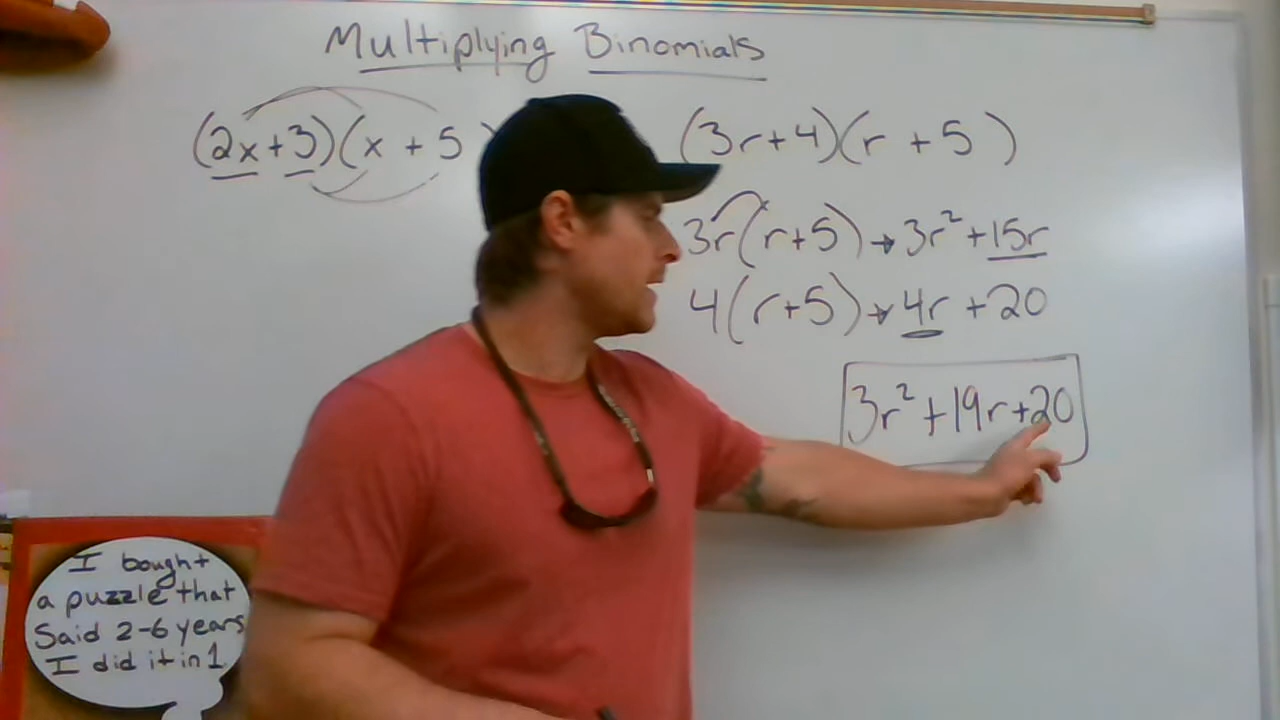 Multiplying Binomials
(2x+3)(x + 5 )
(3r+4)(r + 5 )
3r(r+5) → 3r² + 15r
4(r+5) → 4r + 20
3r² + 19r + 20
I bought
a puzzle that
Said 2-6 years
I did it in 1